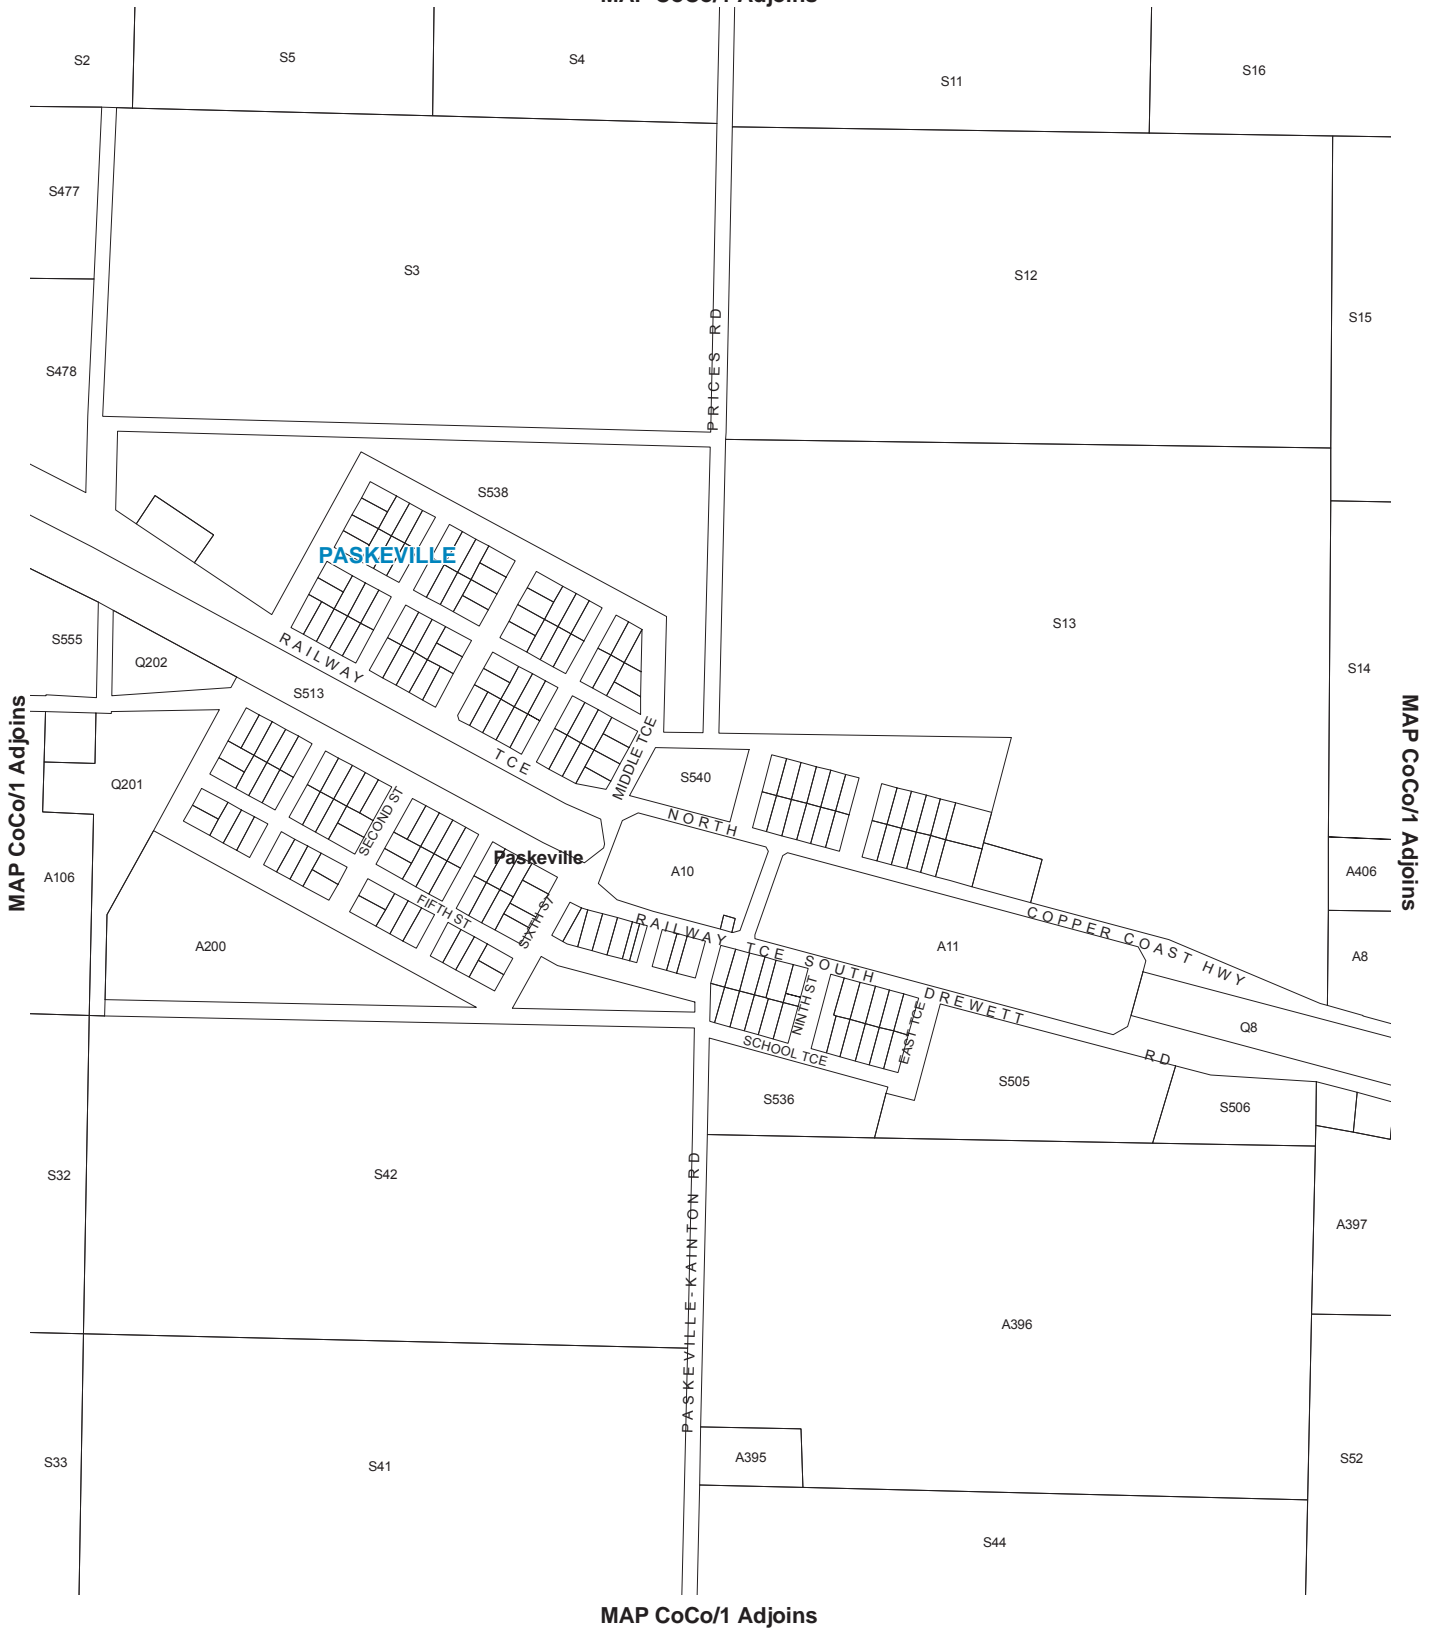 MAP CoCo/1 Adjoins
S2
S5
S4
S11
S16
S477
S3
S12
S15
S478
PRICES RD
S538
PASKEVILLE
S13
S555
Q202
S14
RAILWAY TCE
S513
MIDDLE TCE
S540
MAP CoCo/1 Adjoins
MAP CoCo/1 Adjoins
Q201
NORTH
SECOND ST
Paskeville
A10
A106
A406
FIFTH ST
SIXTH ST
RAILWAY TCE SOUTH
COPPER COAST HWY
A200
A11
A8
NINTH ST
EAST TCE
DREWETT RD
Q8
SCHOOL TCE
S505
S536
S506
S32
S42
PASKEVILLE-KAINTON RD
A397
A396
S33
S41
A395
S52
S44
MAP CoCo/1 Adjoins